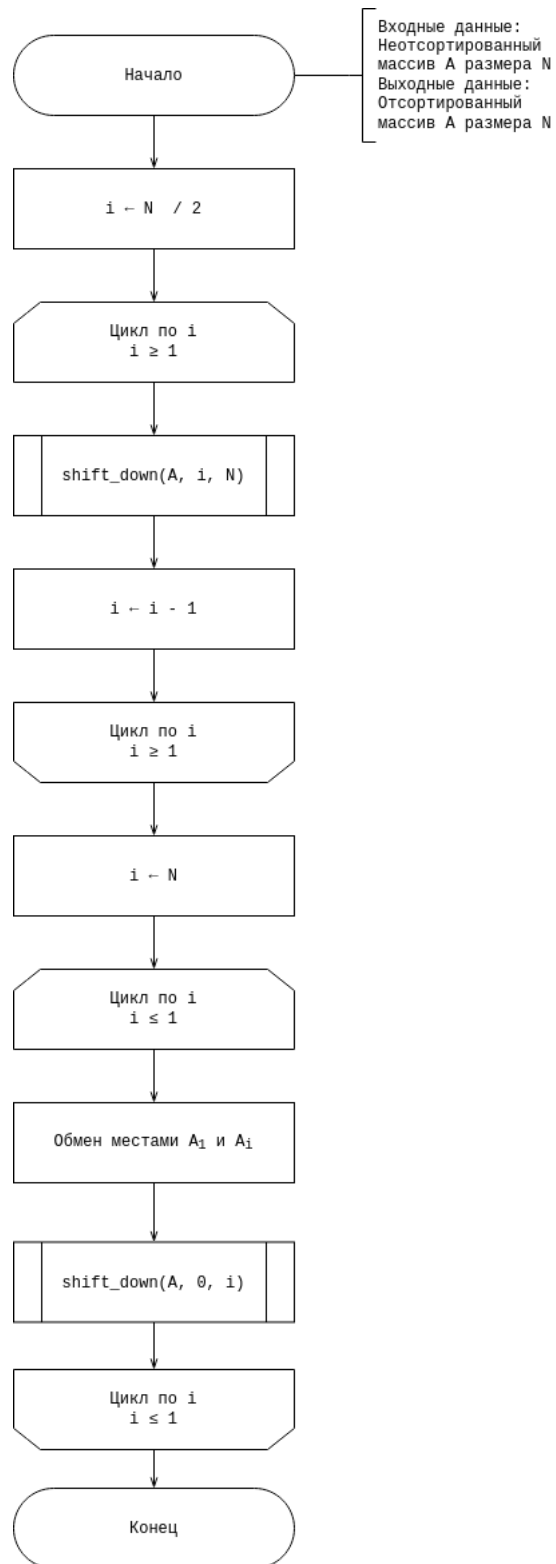 Начало
Входные данные:
Неотсортированный
массив А размера N
Выходные данные:
Отсортированный
массив А размера N
i ← N  / 2
Цикл по i
i ≥ 1
shift_down(A, i, N)
i ← i - 1
Цикл по i
i ≥ 1
i ← N
Цикл по i
i ≤ 1
Обмен местами A₁ и Aᵢ
shift_down(A, 0, i)
Цикл по i
i ≤ 1
Конец